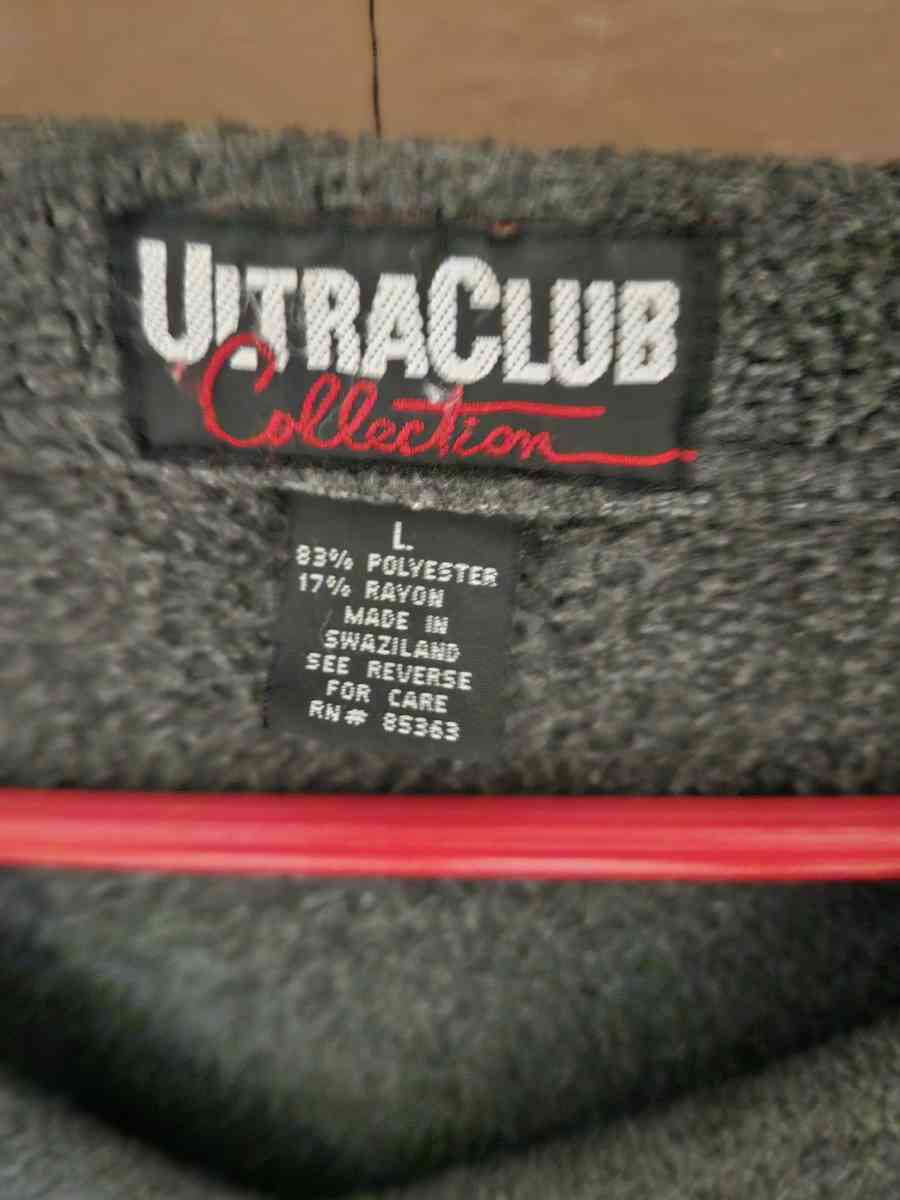 ULTRACLUB
Collection
L
83% POLYESTER
17% RAYON
MADE IN
SWAZILAND
SEE REVERSE
FOR CARE
RN# 85363